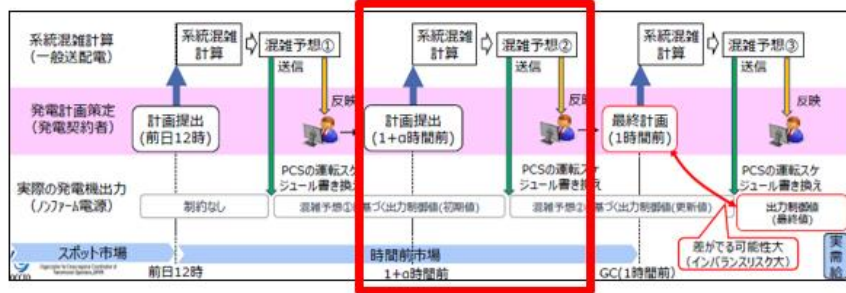 系統混雑計算
(一般送配電)
系統混雑
計算
混雑予想①
系統混雑
計算
混雑予想②
系統混雑
計算
混雑予想③
送信
送信
送信
反映
反映
反映
発電計画策定
(発電契約者)
計画提出
(前日12時)
計画提出
(1+α時間前)
最終計画
(1時間前)
PCSの運転スケ
ジュール書き換え
PCSの運転スケ
ジュール書き換え
PCSの運転スケ
ジュール書き換え
実際の発電機出力
(ノンファーム電源)
制約なし
混雑予想①
基づく出力制御値(初期値)
混雑予想②
基づく出力制御値(更新値)
出力制御値
(最終値)
差がでる可能性大
(インバランスリスク大)
スポット市場
時間前市場
実需給
前日12時
1+α時間前
GC(1時間前)